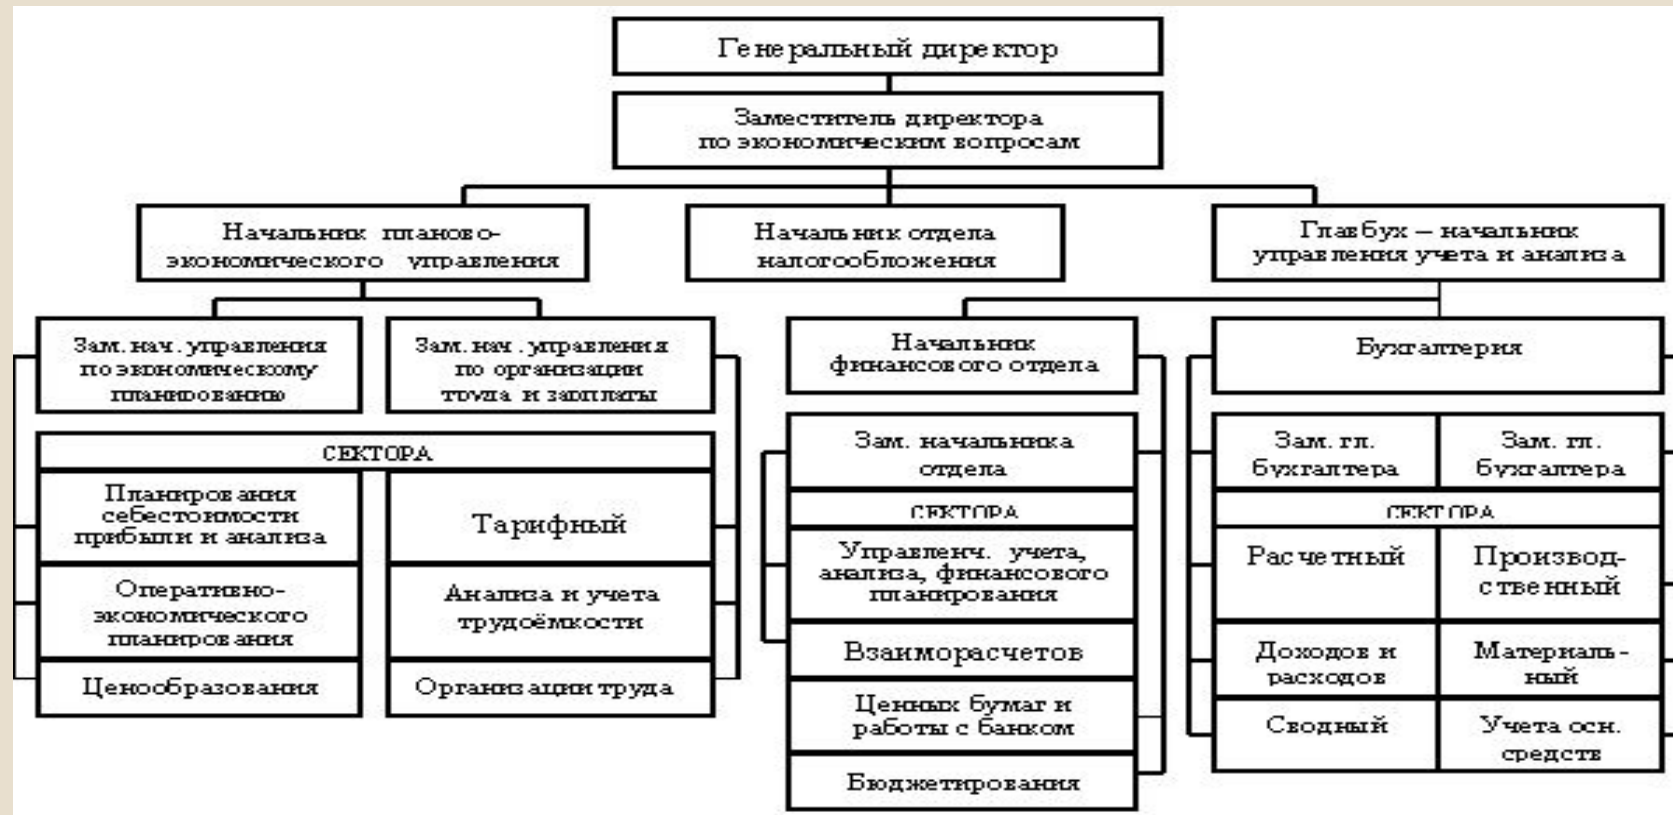 Генеральный директор
Заместитель директора
по экономическим вопросам
Начальник планово-
экономического управления
Начальник отдела
налогообложения
Главбух – начальник
управления учета и анализа
Зам. нач. управления
по экономическому
планированию
Зам. нач. управления
по организации
труда и зарплаты
СЕКТОРА
Планирования
себестоимости
прибыли и анализа
Тарифный
Оперативно-
экономического
планирования
Анализа и учета
трудоёмкости
Ценообразования
Организации труда
Начальник
финансового отдела
Зам. начальника
отдела
СЕКТОРА
Управленч. учета,
анализа, финансового
планирования
Взаиморасчетов
Ценных бумаг и
работы с банком
Бюджетирования
Бухгалтерия
Зам. гл.
бухгалтера
Зам. гл.
бухгалтера
СЕКТОРА
Расчетный
Производ-
ственный
Доходов и
расходов
Материаль-
ный
Сводный
Учета осн.
средств